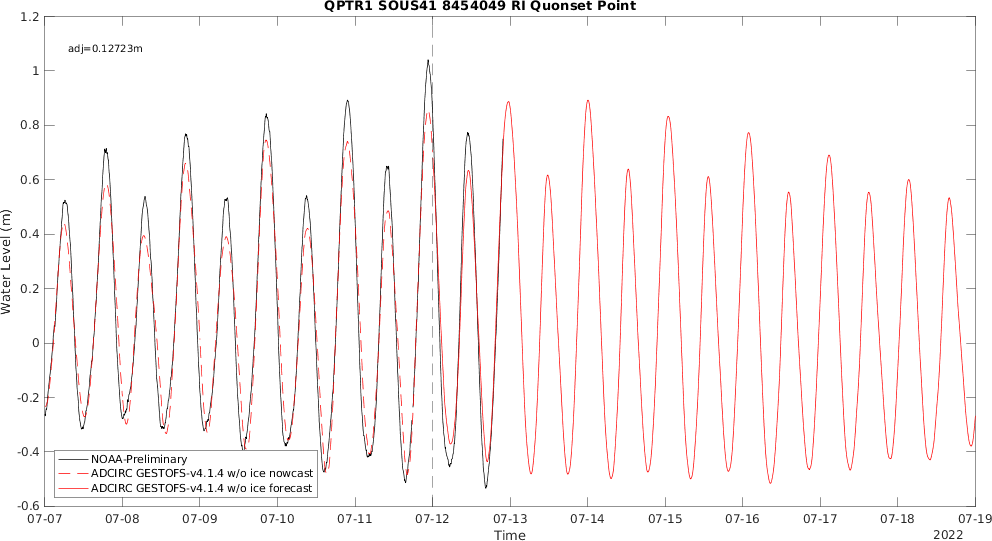 QPTR1 SOUS41 8454049 RI Quonset Point
1.2
adj=0.12723m
1
0.8
0.6
0.4
0.2
0
-0.2
-0.4
-0.6
Water Level (m)
NOAA-Preliminary
ADCIRC GESTOFS-v4.1.4 w/o ice nowcast
ADCIRC GESTOFS-v4.1.4 w/o ice forecast
07-07 07-08 07-09 07-10 07-11 07-12 07-13 07-14 07-15 07-16 07-17 07-18 07-19
Time
2022